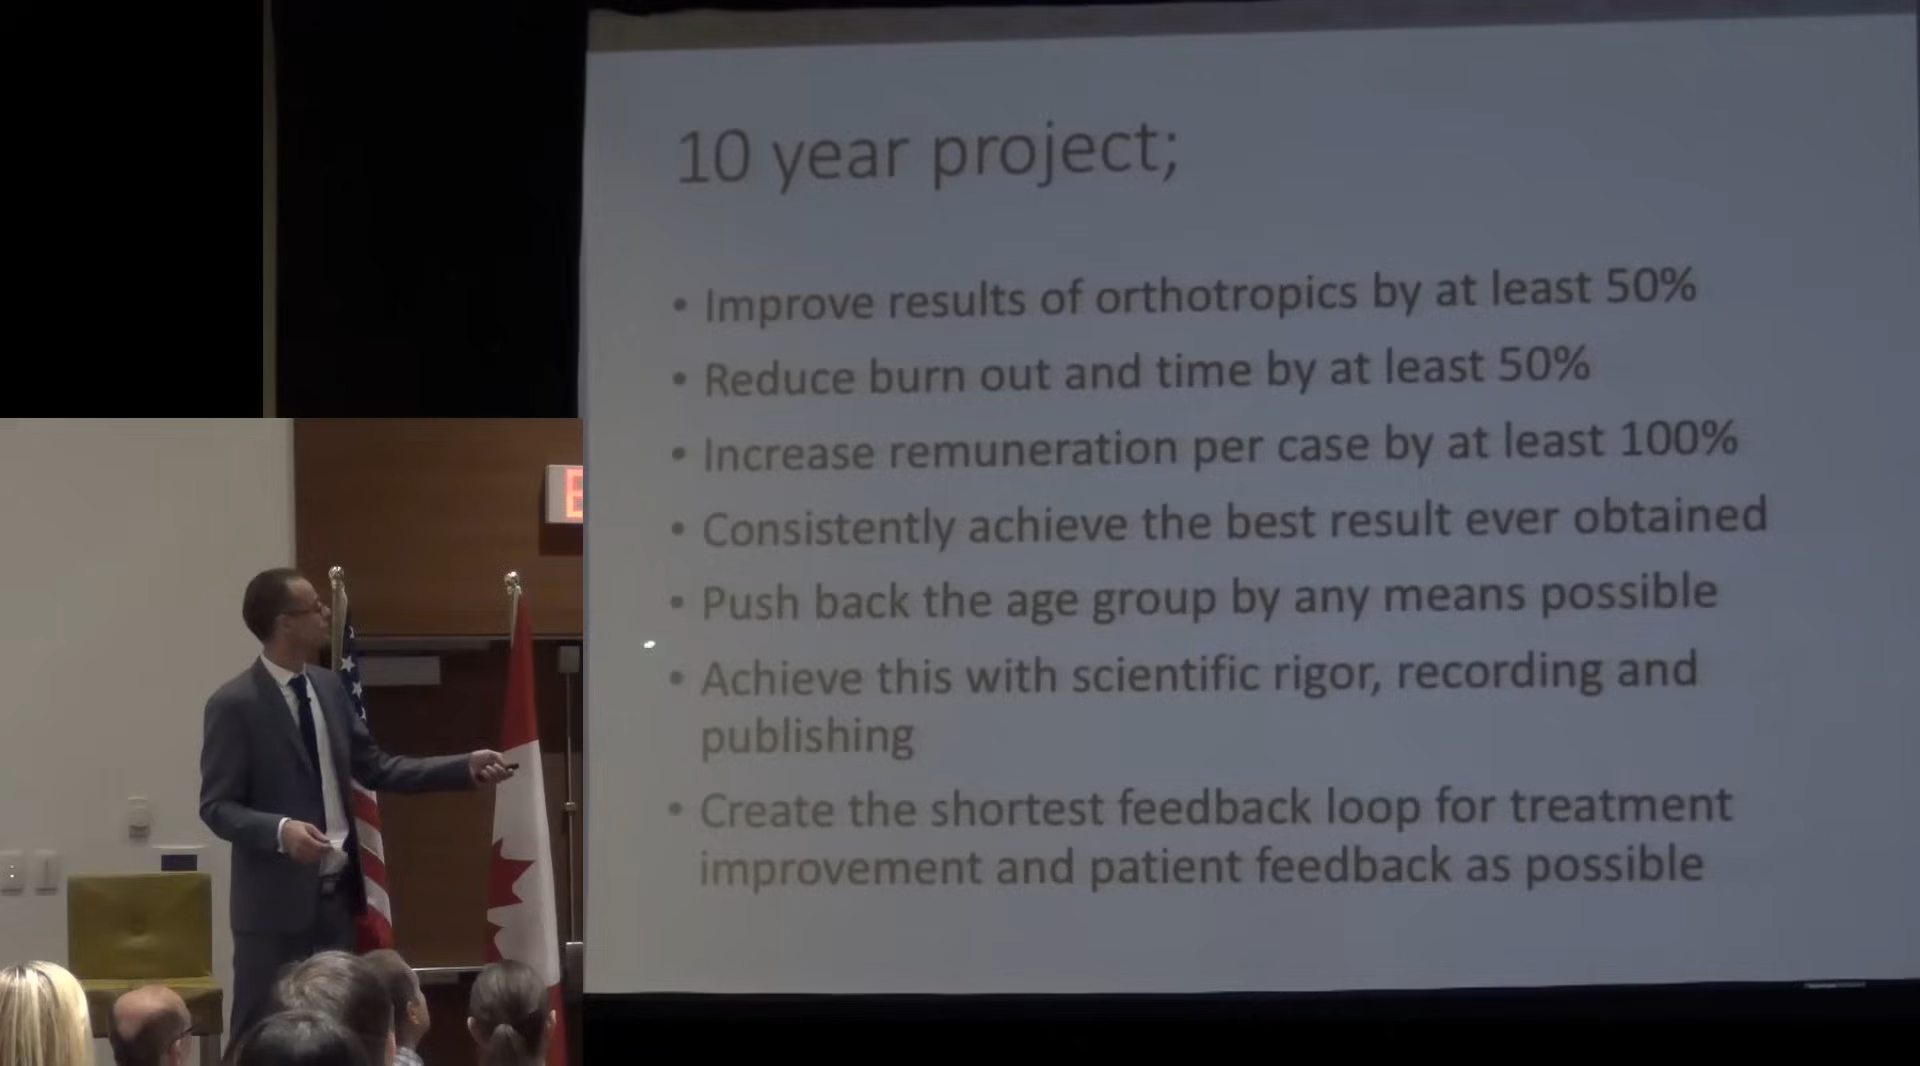 10 year project;
• Improve results of orthotropics by at least 50%
• Reduce burn out and time by at least 50%
• Increase remuneration per case by at least 100%
• Consistently achieve the best result ever obtained
• Push back the age group by any means possible
• Achieve this with scientific rigor, recording and
publishing
• Create the shortest feedback loop for treatment
improvement and patient feedback as possible
E